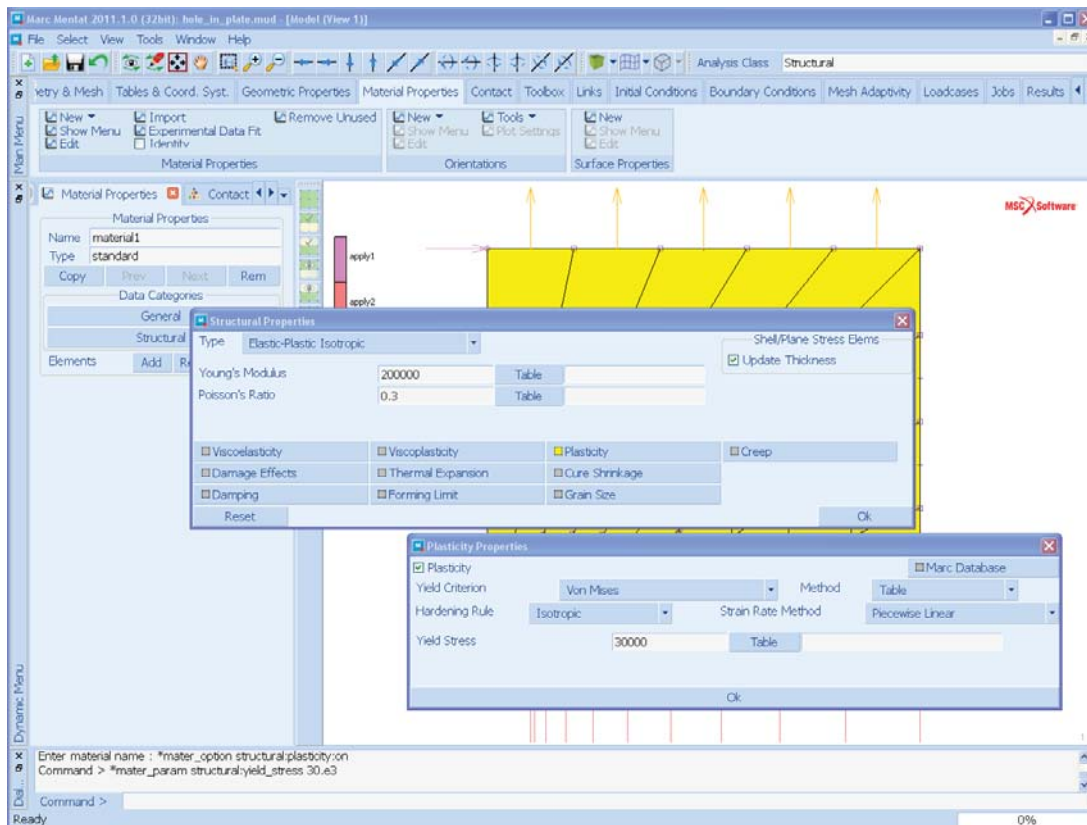 Marc Mentat 2011.1.0 (32bit): hole_in_plate.mud - [Model (View 1)]
File Select View Tools Window Help
Analysis Class Structural
etry & Mesh Tables & Coord. Syst. Geometric Properties Material Properties Contact Toolbox Links Initial Conditions Boundary Conditions Mesh Adaptivity Loadcases Jobs Results
Main Menu
New Import Remove Unused New Tools New
Show Menu Experimental Data Fit Show Menu Plot Settings Show Menu
Edit Identify Edit Edit
Material Properties Orientations Surface Properties
Material Properties Contact
MSC Software
Material Properties
Name material1
Type standard
Copy Prev Next Rem
Data Categories
General
Structural
Elements Add
apply1
apply2
Structural Properties
Type Elastic-Plastic Isotropic
Shell/Plane Stress Elems
Update Thickness
Young's Modulus 200000 Table
Poisson's Ratio 0.3 Table
Viscoelasticity Viscoplasticity Plasticity Creep
Damage Effects Thermal Expansion Cure Shrinkage
Damping Forming Limit Grain Size
Reset Ok
Plasticity Properties
Plasticity Marc Database
Yield Criterion Von Mises Method Table
Hardening Rule Isotropic Strain Rate Method Piecewise Linear
Yield Stress 30000 Table
Ok
Dynamic Menu
1
Enter material name : *mater_option structural:plasticity:on
Command > *mater_param structural:yield_stress 30.e3
Dial...
Command >
Ready 0%